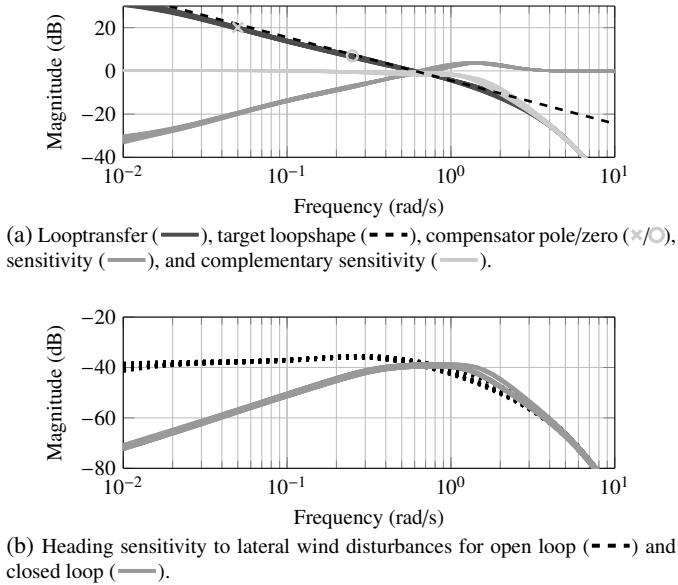 20
0
−20
−40
Magnitude (dB)
10⁻² 10⁻¹ 10⁰ 10¹
Frequency (rad/s)
(a) Looptransfer (——), target loopshape (---), compensator pole/zero (×/○),
sensitivity (——), and complementary sensitivity (——).
−20
−40
−60
−80
Magnitude (dB)
10⁻² 10⁻¹ 10⁰ 10¹
Frequency (rad/s)
(b) Heading sensitivity to lateral wind disturbances for open loop (---) and
closed loop (——).